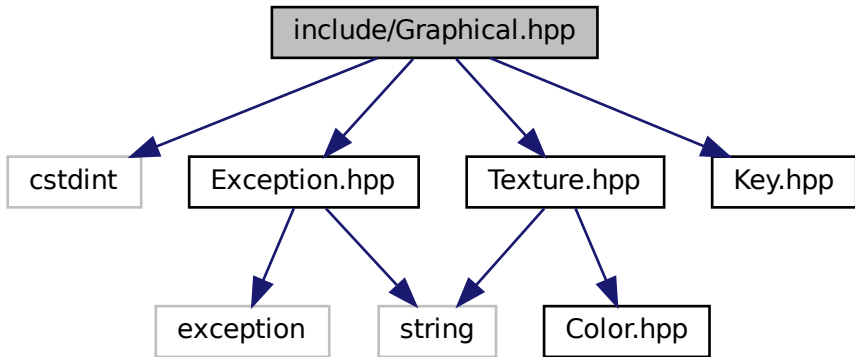 include/Graphical.hpp
cstdint
Exception.hpp
Texture.hpp
Key.hpp
exception
string
Color.hpp